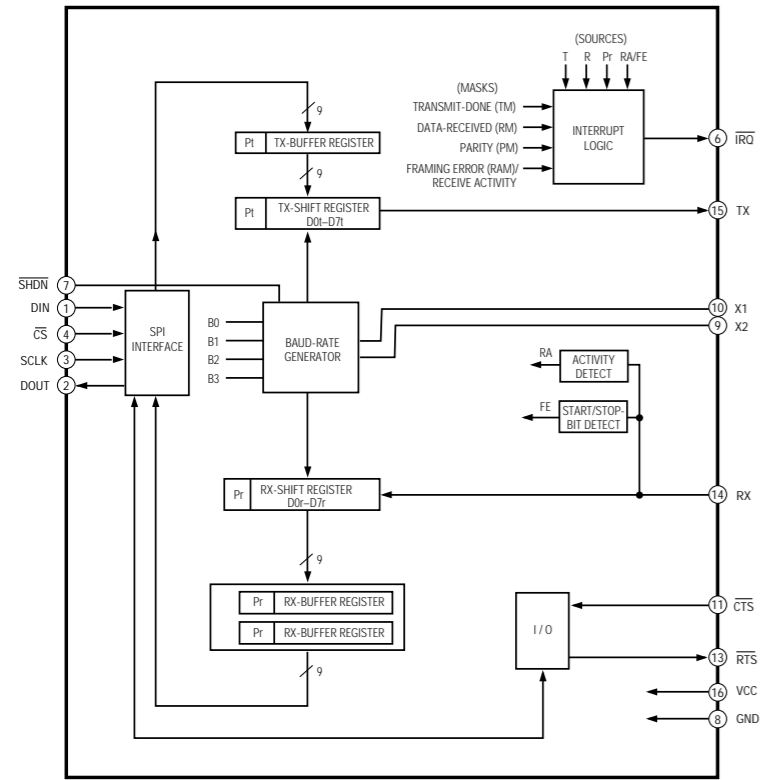 (SOURCES)
T R Pr RA/FE
(MASKS)
TRANSMIT-DONE (TM)
DATA-RECEIVED (RM)
PARITY (PM)
FRAMING ERROR (RAM)/
RECEIVE ACTIVITY
INTERRUPT
LOGIC
6 IRQ
9
Pt TX-BUFFER REGISTER
9
Pt TX-SHIFT REGISTER
D0t–D7t
15 TX
SHDN 7
DIN 1
CS 4
SCLK 3
DOUT 2
SPI
INTERFACE
B0
B1
B2
B3
BAUD-RATE
GENERATOR
10 X1
9 X2
RA ACTIVITY
DETECT
FE START/STOP-
BIT DETECT
Pr RX-SHIFT REGISTER
D0r–D7r
14 RX
9
Pr RX-BUFFER REGISTER
Pr RX-BUFFER REGISTER
9
I / O
11 CTS
13 RTS
16 VCC
8 GND